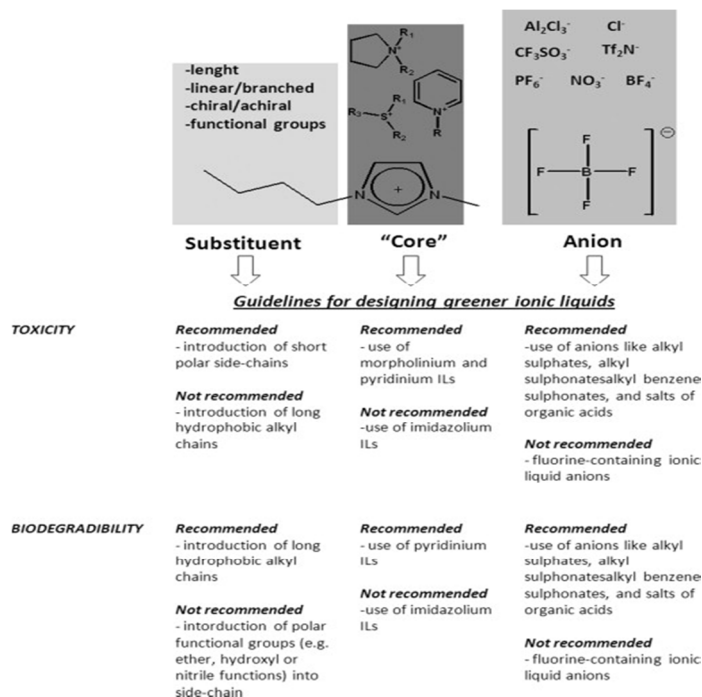 -lenght
-linear/branched
-chiral/achiral
-functional groups
R₁
N⁺
R₂
R₁
R₃
S⁺
R₂
N⁺
R
Al₂Cl₃⁻ Cl⁻
CF₃SO₃⁻ Tf₂N⁻
PF₆⁻ NO₃⁻ BF₄⁻
F
F B F
F
N + N
Substituent "Core" Anion
Guidelines for designing greener ionic liquids
TOXICITY
Recommended
- introduction of short
polar side-chains
Not recommended
- introduction of long
hydrophobic alkyl
chains
Recommended
- use of
morpholinium and
pyridinium ILs
Not recommended
-use of imidazolium
ILs
Recommended
-use of anions like alkyl
sulphates, alkyl
sulphonatesalkyl benzene
sulphonates, and salts of
organic acids
Not recommended
- fluorine-containing ionic
liquid anions
BIODEGRADIBILITY
Recommended
- introduction of long
hydrophobic alkyl
chains
Not recommended
- intorduction of polar
functional groups (e.g.
ether, hydroxyl or
nitrile functions) into
side-chain
Recommended
- use of pyridinium
ILs
Not recommended
-use of imidazolium
ILs
Recommended
-use of anions like alkyl
sulphates, alkyl
sulphonatesalkyl benzene
sulphonates, and salts of
organic acids
Not recommended
- fluorine-containing ionic
liquid anions